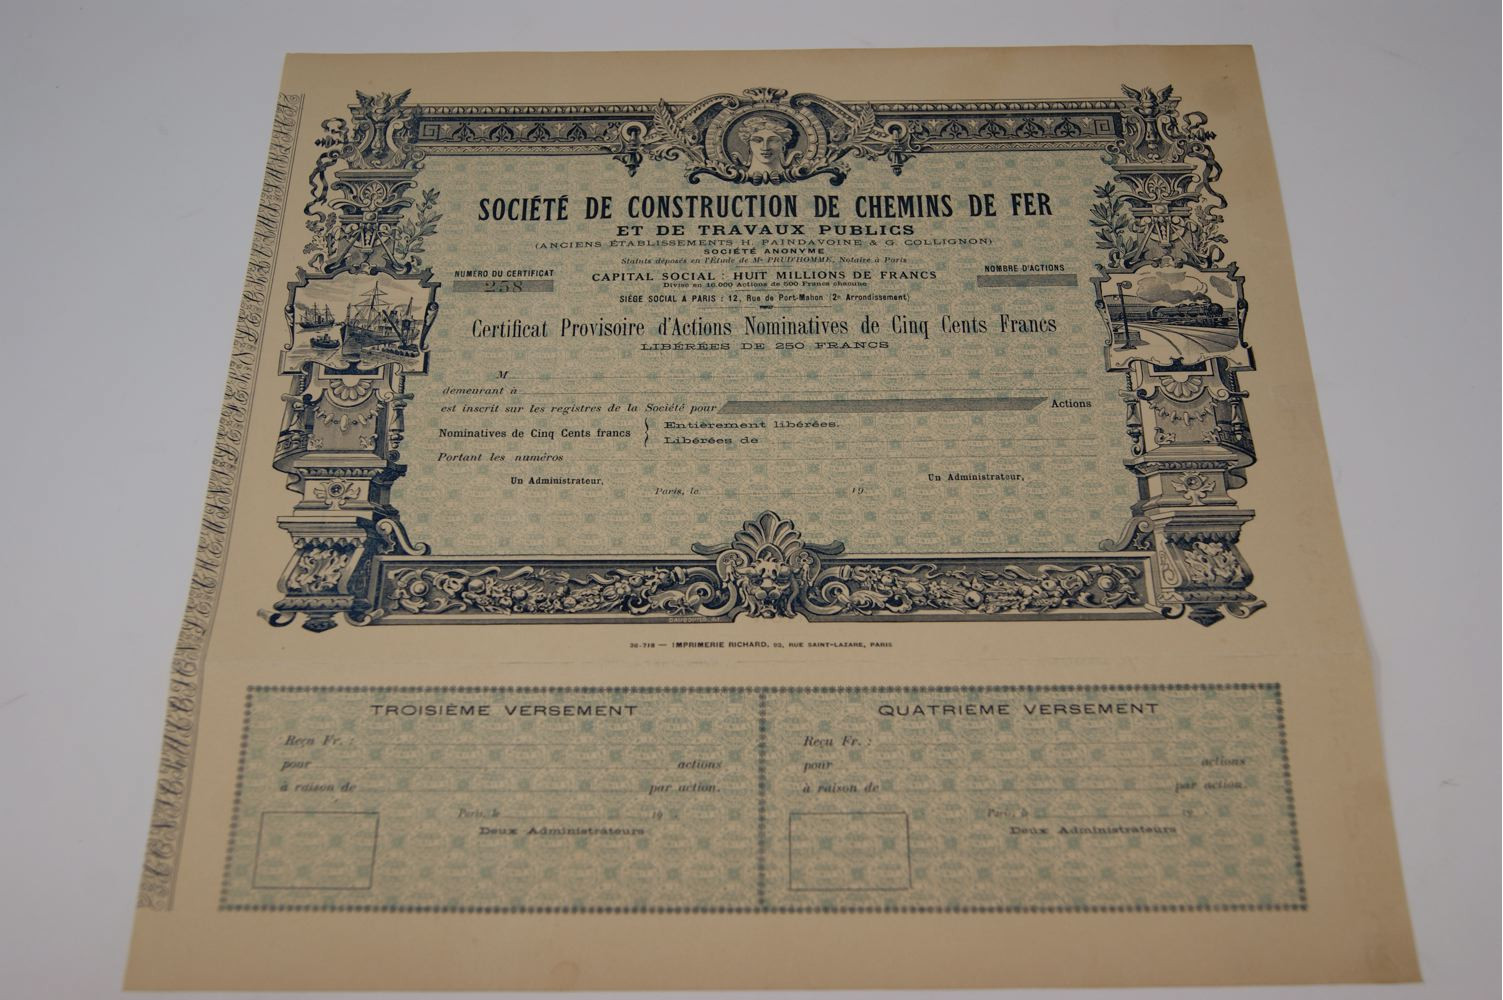 SOCIÉTÉ DE CONSTRUCTION DE CHEMINS DE FER
ET DE TRAVAUX PUBLICS
(ANCIENS ÉTABLISSEMENTS H. PAINDAVOINE & G. COLLIGNON)
SOCIÉTÉ ANONYME
Statuts déposés en l'Etude de Me PRUD'HOMME, Notaire à Paris
NUMÉRO DU CERTIFICAT
258
CAPITAL SOCIAL : HUIT MILLIONS DE FRANCS
Divisé en 16.000 Actions de 500 Francs chacune
NOMBRE D'ACTIONS
SIÈGE SOCIAL A PARIS : 12, Rue de Port-Mahon (2e Arrondissement)
Certificat Provisoire d'Actions Nominatives de Cinq Cents Francs
LIBÉRÉES DE 250 FRANCS
M
demeurant à
est inscrit sur les registres de la Société pour Actions
Nominatives de Cinq Cents francs } Entièrement libérées.
Libérées de
Portant les numéros
Un Administrateur, Un Administrateur,
Paris, le 19
36-718 — IMPRIMERIE RICHARD, 93, RUE SAINT-LAZARE, PARIS
TROISIÈME VERSEMENT
Reçu Fr. :
pour actions
à raison de par action.
Paris, le 19
Deux Administrateurs
QUATRIÈME VERSEMENT
Reçu Fr. :
pour actions
à raison de par action.
Paris, le 19
Deux Administrateurs